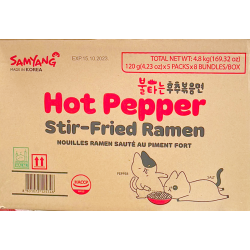 SAMYANG
MADE IN KOREA
EXP:15.10.2025
TOTAL NET WT: 4.8 kg(169.32 oz)
120 g(4.23 oz) x 5 PACKS x 8 BUNDLES/BOX
불타는 후추볶음면
Hot Pepper
Stir-Fried Ramen
NOUILLES RAMEN SAUTÉ AU PIMENT FORT
HACCP